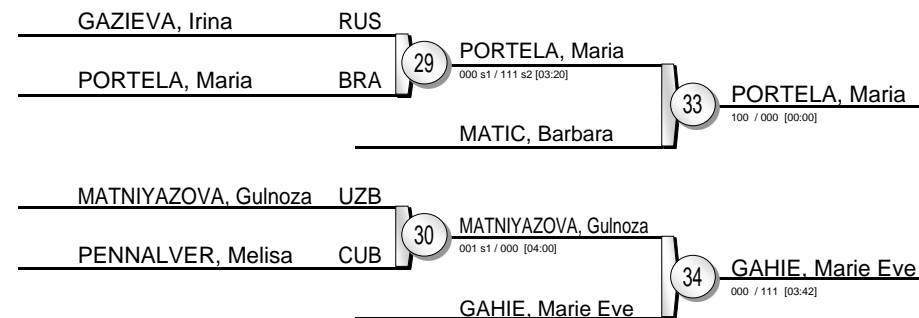 GAZIEVA, Irina RUS
PORTELA, Maria BRA
29
PORTELA, Maria
000 s1 / 111 s2 [03:20]
MATIC, Barbara
33
PORTELA, Maria
100 / 000 [00:00]
MATNIYAZOVA, Gulnoza UZB
PENNALVER, Melisa CUB
30
MATNIYAZOVA, Gulnoza
001 s1 / 000 [04:00]
GAHIE, Marie Eve
34
GAHIE, Marie Eve
000 / 111 [03:42]